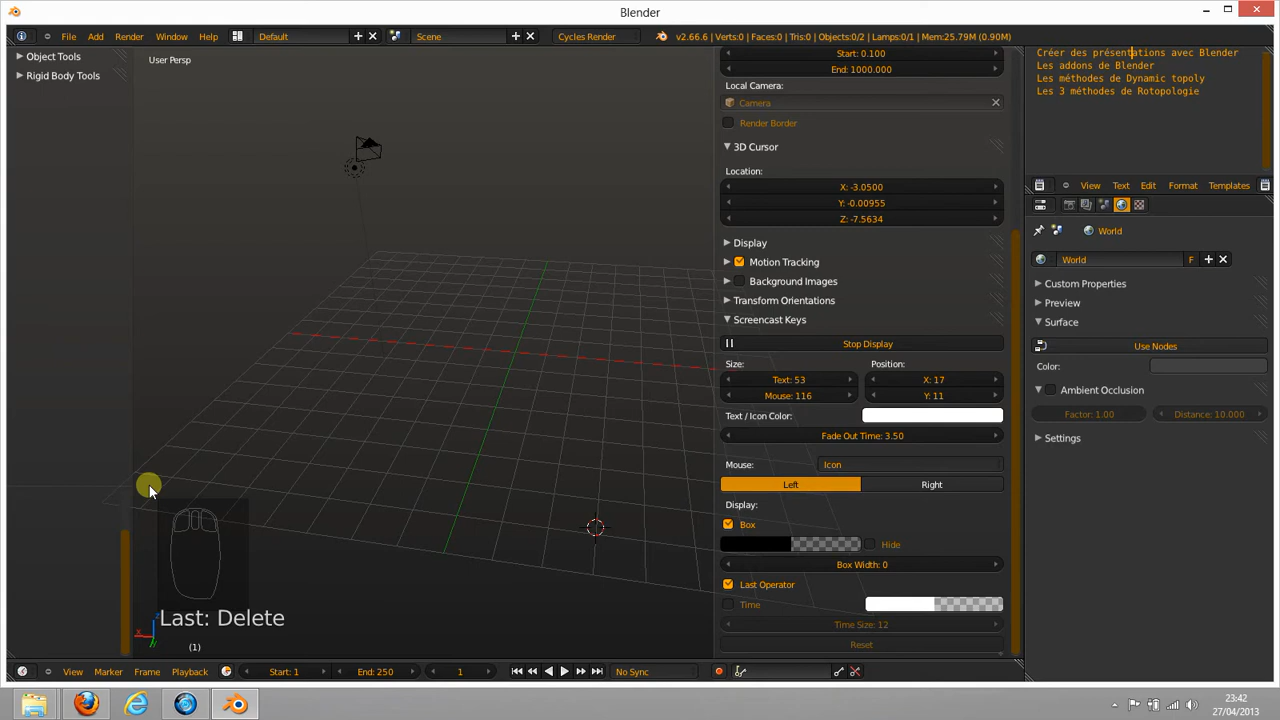 Blender
File Add Render Window Help Default Scene Cycles Render v2.66.6 | Verts:0 | Faces:0 | Tris:0 | Objects:0/2 | Lamps:0/1 | Mem:25.79M (0.90M)
Object Tools
Rigid Body Tools
User Persp
Last: Delete
(1)
Start: 0.100
End: 1000.000
Local Camera:
Camera
Render Border
3D Cursor
Location:
X: -3.0500
Y: -0.00955
Z: -7.5634
Display
Motion Tracking
Background Images
Transform Orientations
Screencast Keys
Stop Display
Size: Position:
Text: 53 X: 17
Mouse: 116 Y: 11
Text / Icon Color:
Fade Out Time: 3.50
Mouse: Icon
Left Right
Display:
Box
Hide
Box Width: 0
Last Operator
Time
Time Size: 12
Reset
Créer des présentations avec Blender
Les addons de Blender
Les méthodes de Dynamic topoly
Les 3 méthodes de Rotopologie
View Text Edit Format Templates
World
World F
Custom Properties
Preview
Surface
Use Nodes
Color:
Ambient Occlusion
Factor: 1.00 Distance: 10.000
Settings
View Marker Frame Playback Start: 1 End: 250 1 No Sync
23:42
27/04/2013